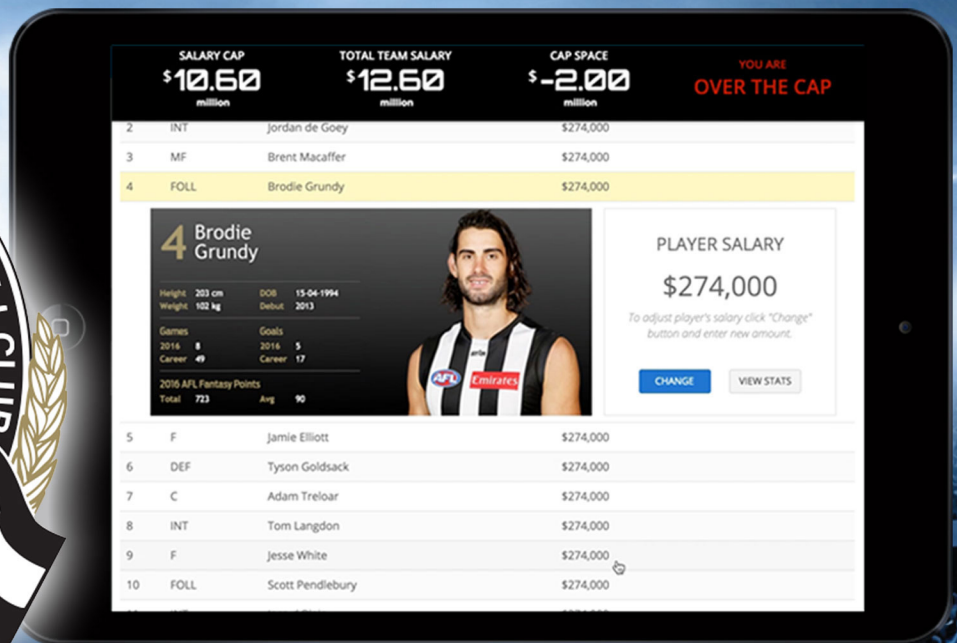 SALARY CAP
$10.60
million
TOTAL TEAM SALARY
$12.60
million
CAP SPACE
$-2.00
million
YOU ARE
OVER THE CAP
2 INT Jordan de Goey $274,000
3 MF Brent Macaffer $274,000
4 FOLL Brodie Grundy $274,000
4 Brodie
Grundy
Height 203 cm DOB 15-04-1994
Weight 102 kg Debut 2013
Games Goals
2016 8 2016 5
Career 49 Career 17
2016 AFL Fantasy Points
Total 723 Avg 90
AFL
Emirates
PLAYER SALARY
$274,000
To adjust player's salary click "Change"
button and enter new amount.
CHANGE VIEW STATS
5 F Jamie Elliott $274,000
6 DEF Tyson Goldsack $274,000
7 C Adam Treloar $274,000
8 INT Tom Langdon $274,000
9 F Jesse White $274,000
10 FOLL Scott Pendlebury $274,000